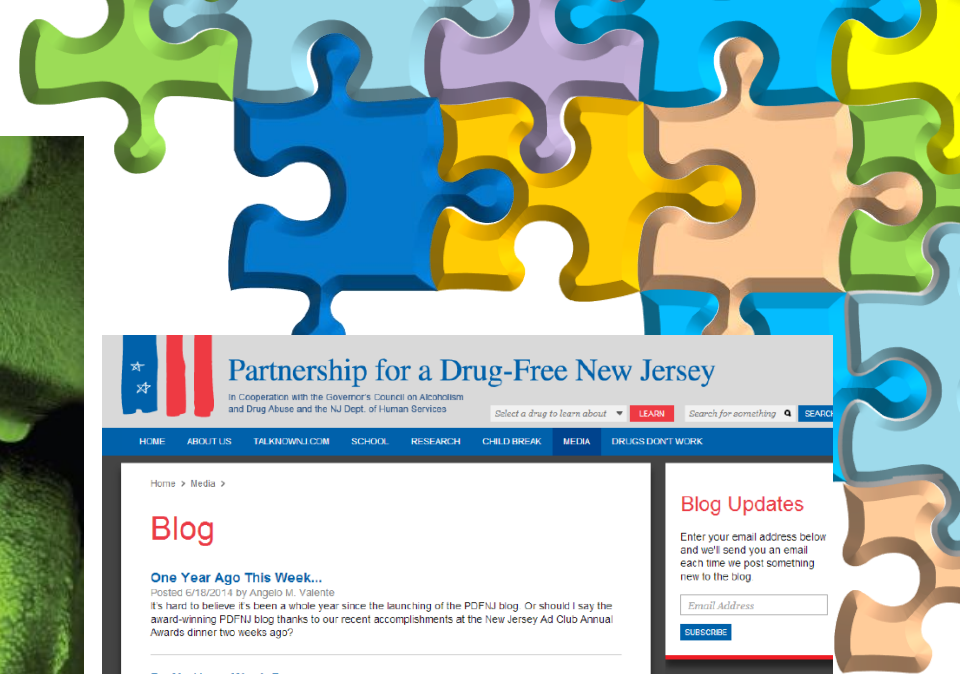 Partnership for a Drug-Free New Jersey
In Cooperation with the Governor's Council on Alcoholism
and Drug Abuse and the NJ Dept. of Human Services
Select a drug to learn about
LEARN
Search for something
SEARCH
HOME ABOUT US TALKNOWNJ.COM SCHOOL RESEARCH CHILD BREAK MEDIA DRUGS DON'T WORK
Home > Media >
Blog
One Year Ago This Week...
Posted 6/18/2014 by Angelo M. Valente
It's hard to believe it's been a whole year since the launching of the PDFNJ blog. Or should I say the
award-winning PDFNJ blog thanks to our recent accomplishments at the New Jersey Ad Club Annual
Awards dinner two weeks ago?
Blog Updates
Enter your email address below
and we'll send you an email
each time we post something
new to the blog.
Email Address
SUBSCRIBE